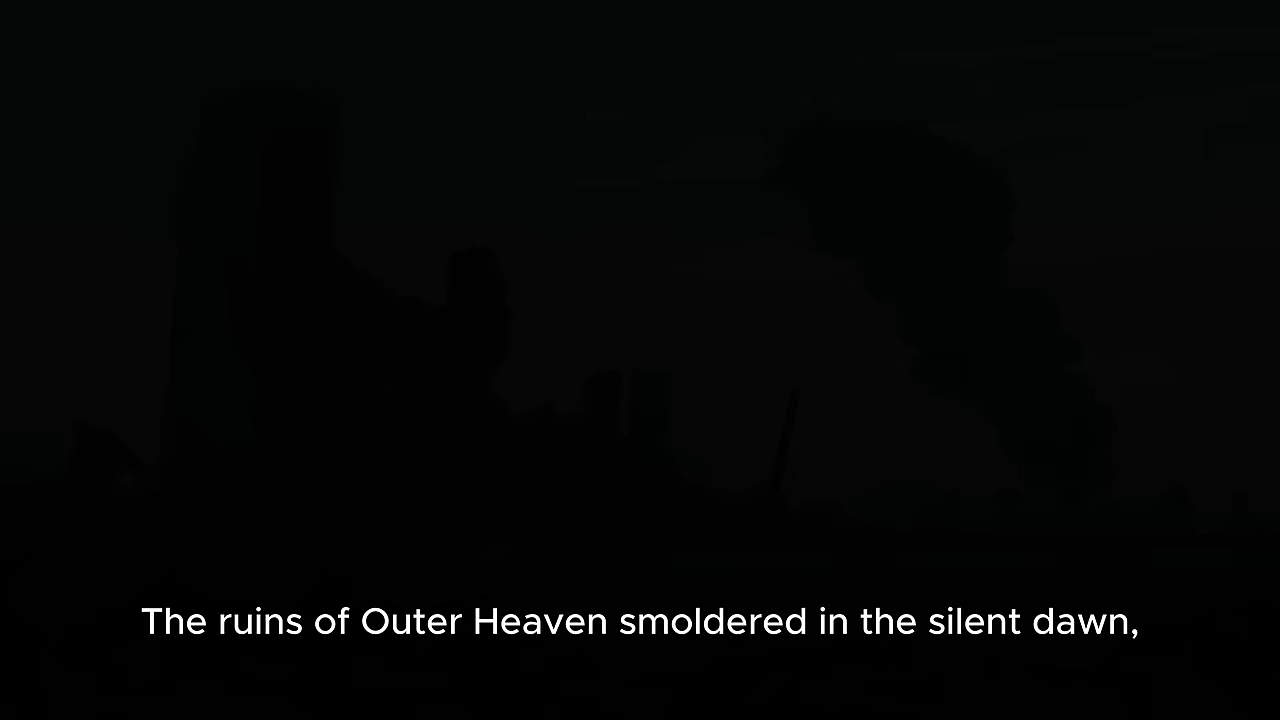 The ruins of Outer Heaven smoldered in the silent dawn,